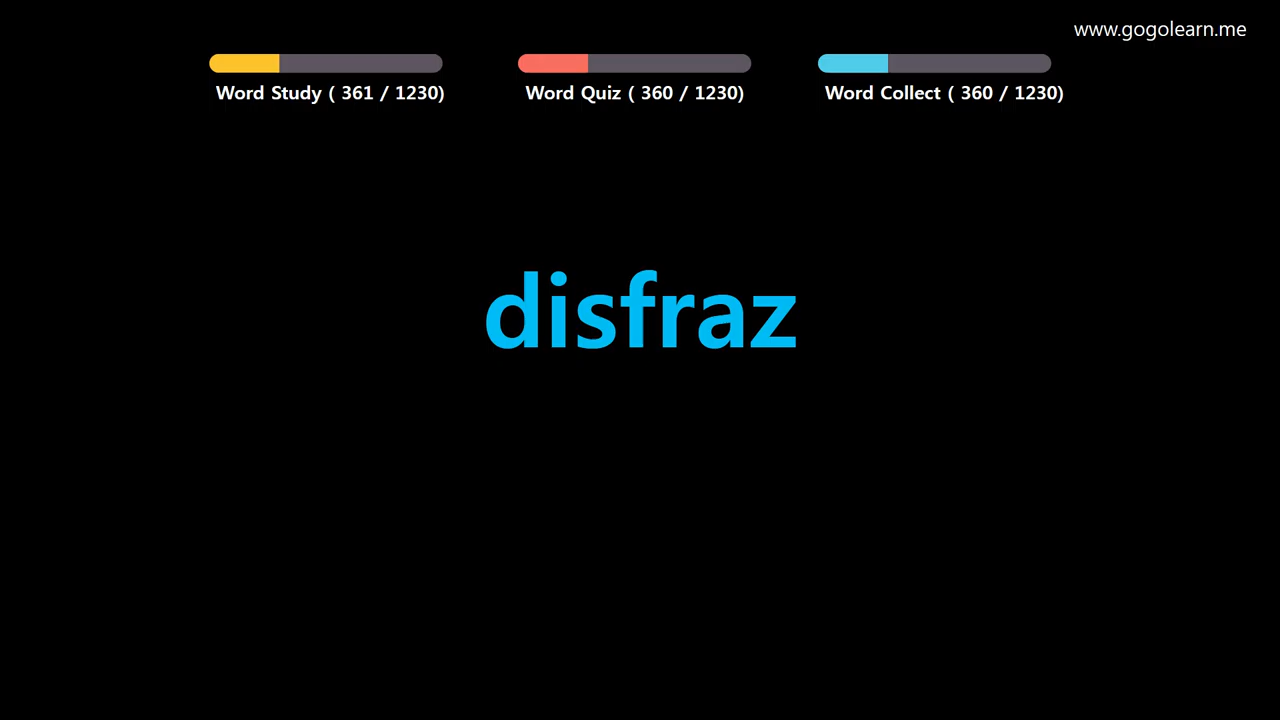 www.gogolearn.me
Word Study ( 361 / 1230)
Word Quiz ( 360 / 1230)
Word Collect ( 360 / 1230)
disfraz